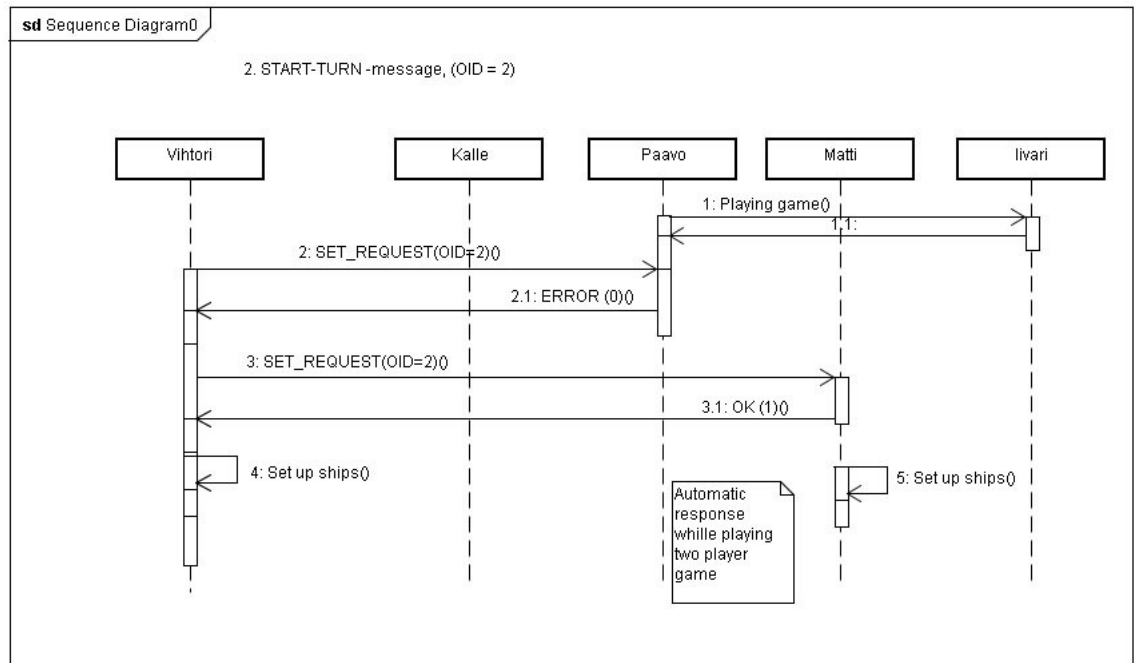 sd Sequence Diagram0
2. START-TURN -message, (OID = 2)
Vihtori
Kalle
Paavo
Matti
Iivari
1: Playing game()
1.1:
2: SET_REQUEST(OID=2)()
2.1: ERROR (0)()
3: SET_REQUEST(OID=2)()
3.1: OK (1)()
4: Set up ships()
5: Set up ships()
Automatic
response
whille playing
two player
game